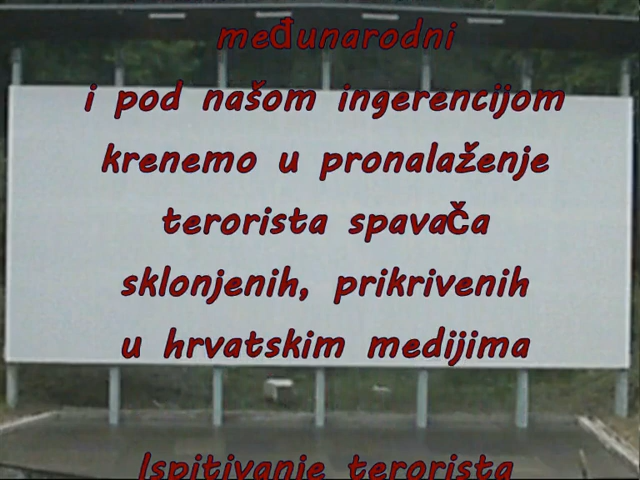 međunarodni
i pod našom ingerencijom
krenemo u pronalaženje
terorista spavača
sklonjenih, prikrivenih
u hrvatskim medijima
Ispitivanje terorista